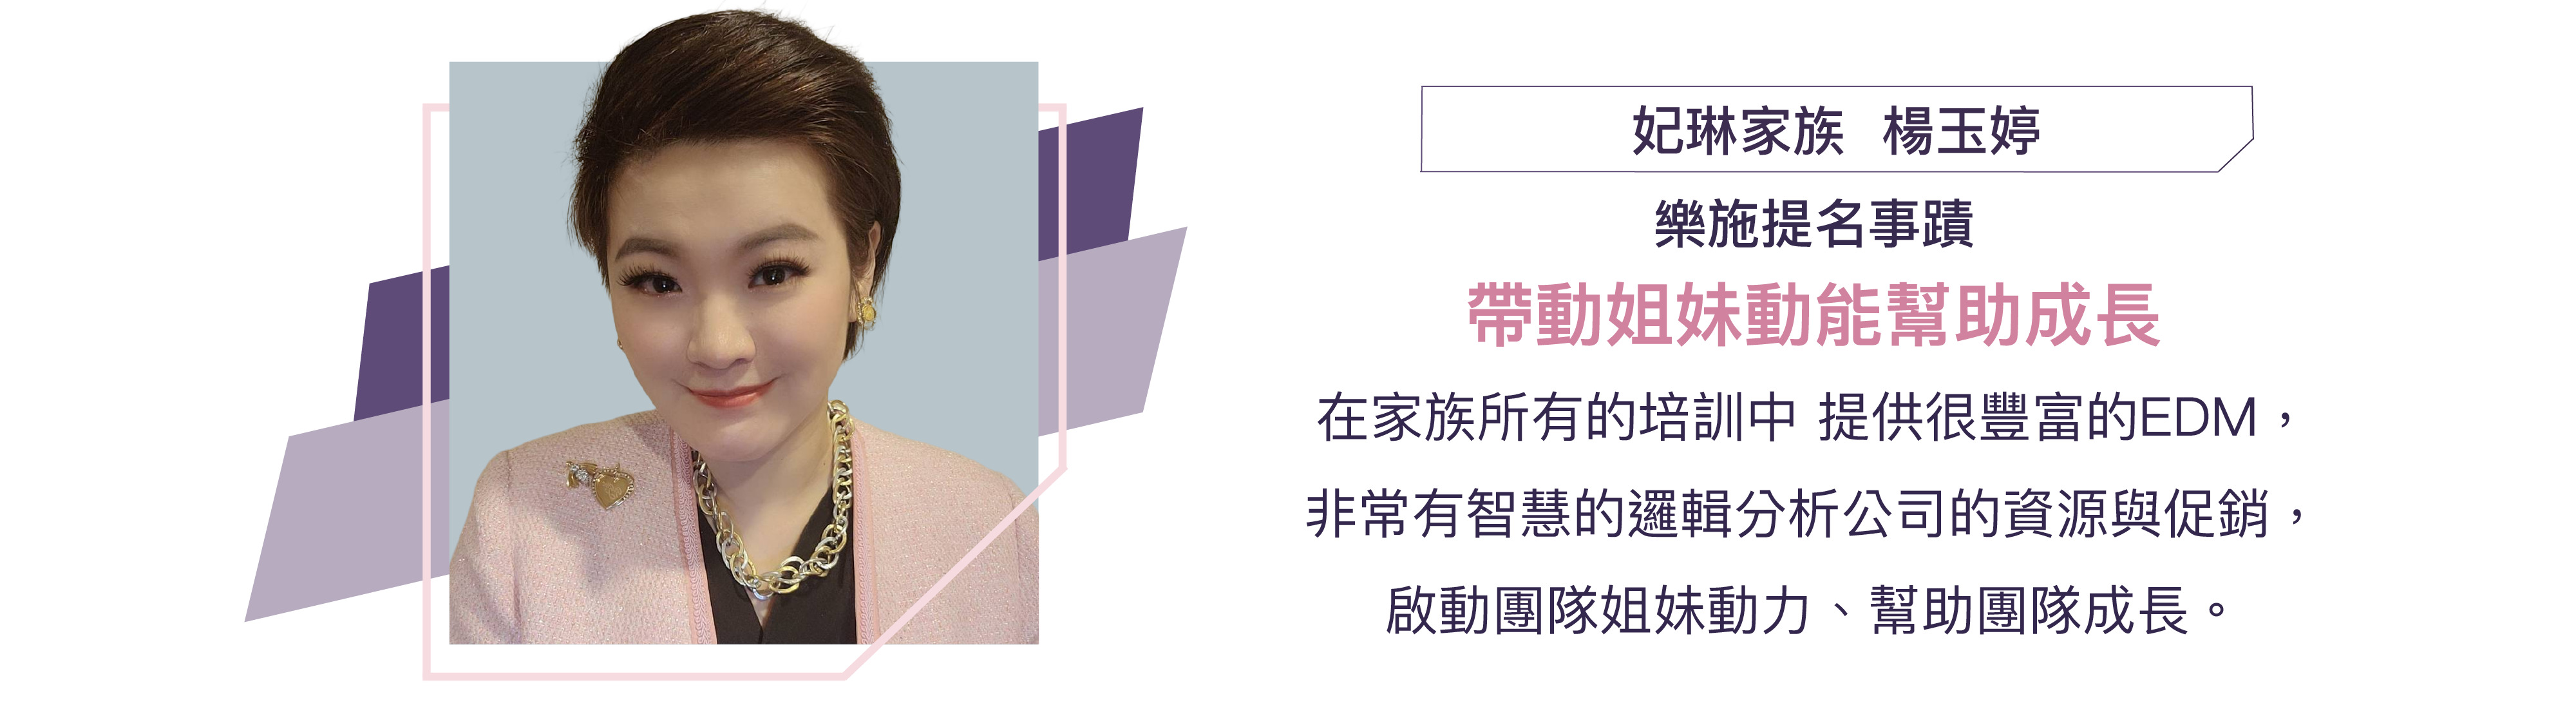 妃琳家族 楊玉婷
樂施提名事蹟
帶動姐妹動能幫助成長
在家族所有的培訓中 提供很豐富的EDM，
非常有智慧的邏輯分析公司的資源與促銷，
啟動團隊姐妹動力、幫助團隊成長。